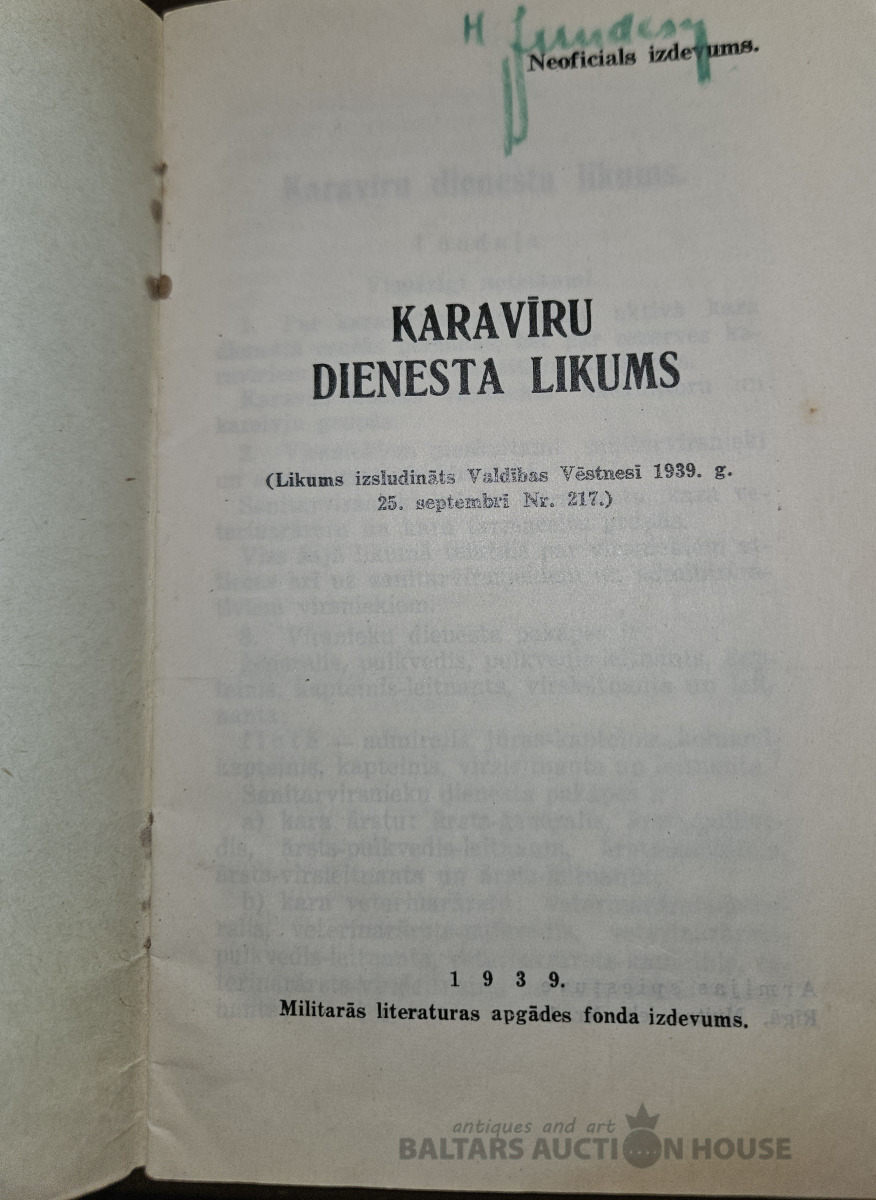 H
Neoficials izdevums.
KARAVĪRU
DIENESTA LIKUMS
(Likums izsludināts Valdības Vēstnesī 1939. g.
25. septembrī Nr. 217.)
1 9 3 9.
Militarās literaturas apgādes fonda izdevums.
antiques and art
BALTARS AUCTION HOUSE